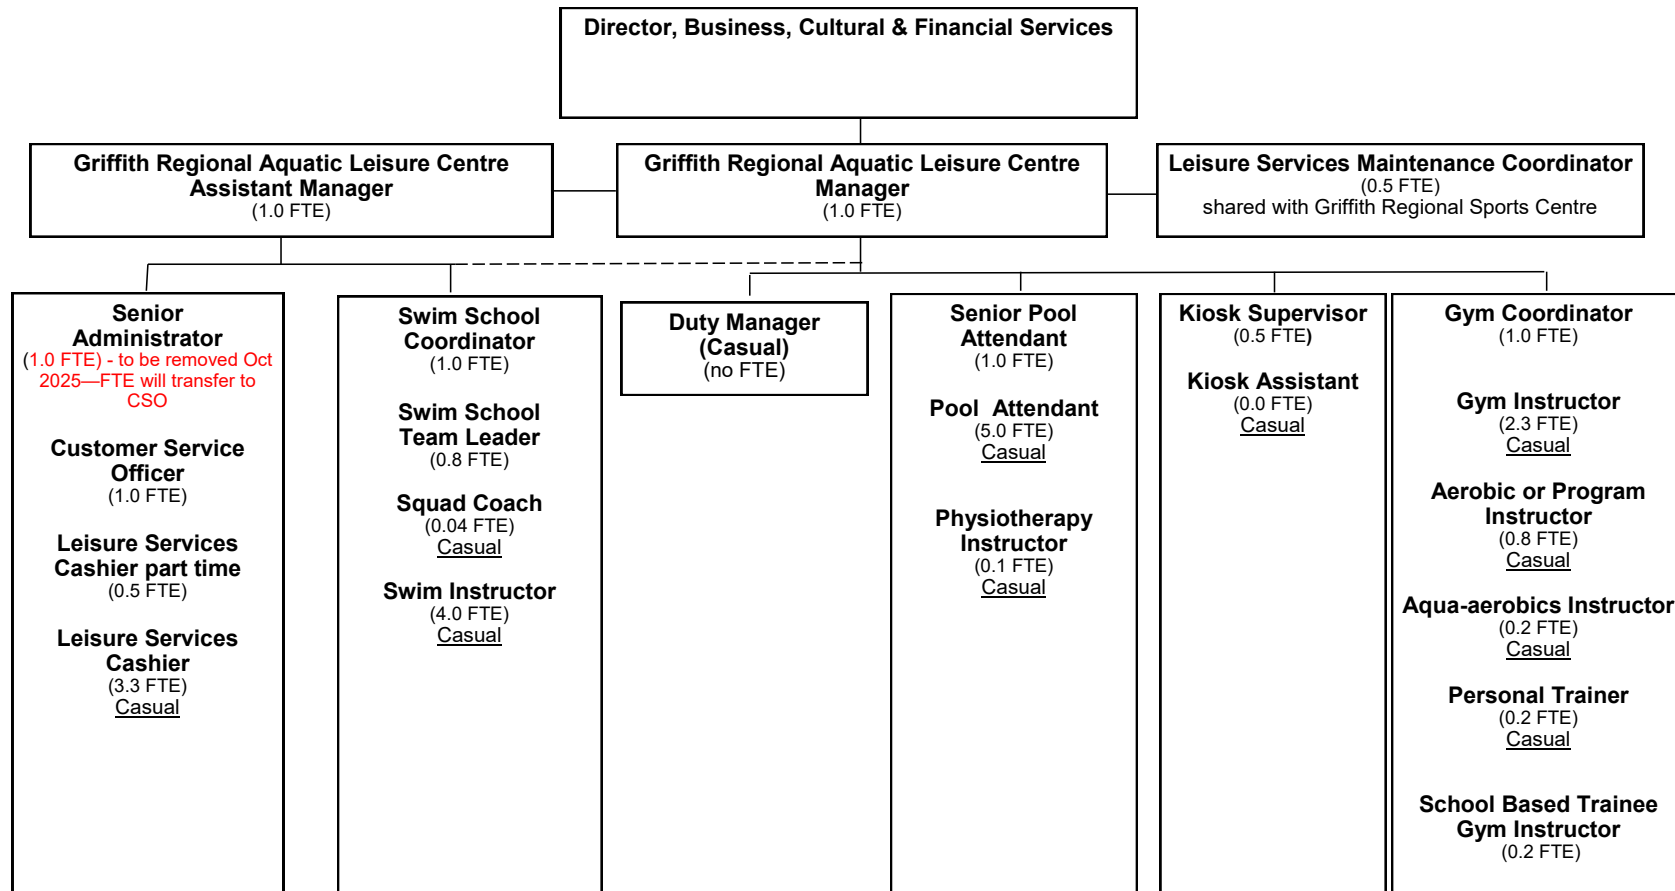 Director, Business, Cultural & Financial Services
Griffith Regional Aquatic Leisure Centre
Assistant Manager
(1.0 FTE)
Griffith Regional Aquatic Leisure Centre
Manager
(1.0 FTE)
Leisure Services Maintenance Coordinator
(0.5 FTE)
shared with Griffith Regional Sports Centre
Senior
Administrator
(1.0 FTE) - to be removed Oct
2025—FTE will transfer to
CSO
Customer Service
Officer
(1.0 FTE)
Leisure Services
Cashier part time
(0.5 FTE)
Leisure Services
Cashier
(3.3 FTE)
Casual
Swim School
Coordinator
(1.0 FTE)
Swim School
Team Leader
(0.8 FTE)
Squad Coach
(0.04 FTE)
Casual
Swim Instructor
(4.0 FTE)
Casual
Duty Manager
(Casual)
(no FTE)
Senior Pool
Attendant
(1.0 FTE)
Pool  Attendant
(5.0 FTE)
Casual
Physiotherapy
Instructor
(0.1 FTE)
Casual
Kiosk Supervisor
(0.5 FTE)
Kiosk Assistant
(0.0 FTE)
Casual
Gym Coordinator
(1.0 FTE)
Gym Instructor
(2.3 FTE)
Casual
Aerobic or Program
Instructor
(0.8 FTE)
Casual
Aqua-aerobics Instructor
(0.2 FTE)
Casual
Personal Trainer
(0.2 FTE)
Casual
School Based Trainee
Gym Instructor
(0.2 FTE)